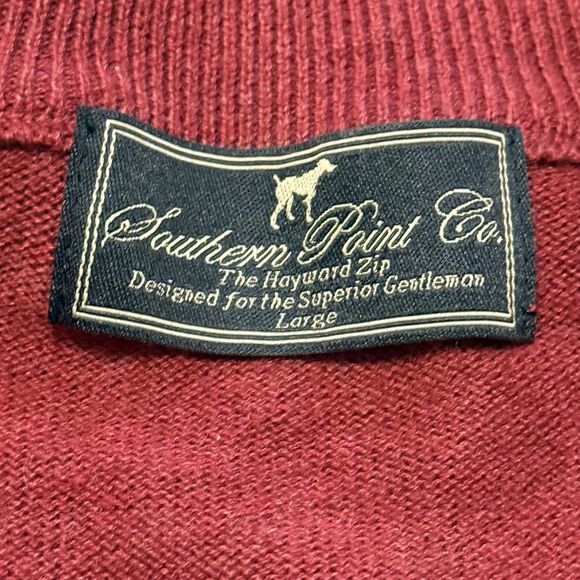 Southern Point Co.
The Hayward Zip
Designed for the Superior Gentleman
Large